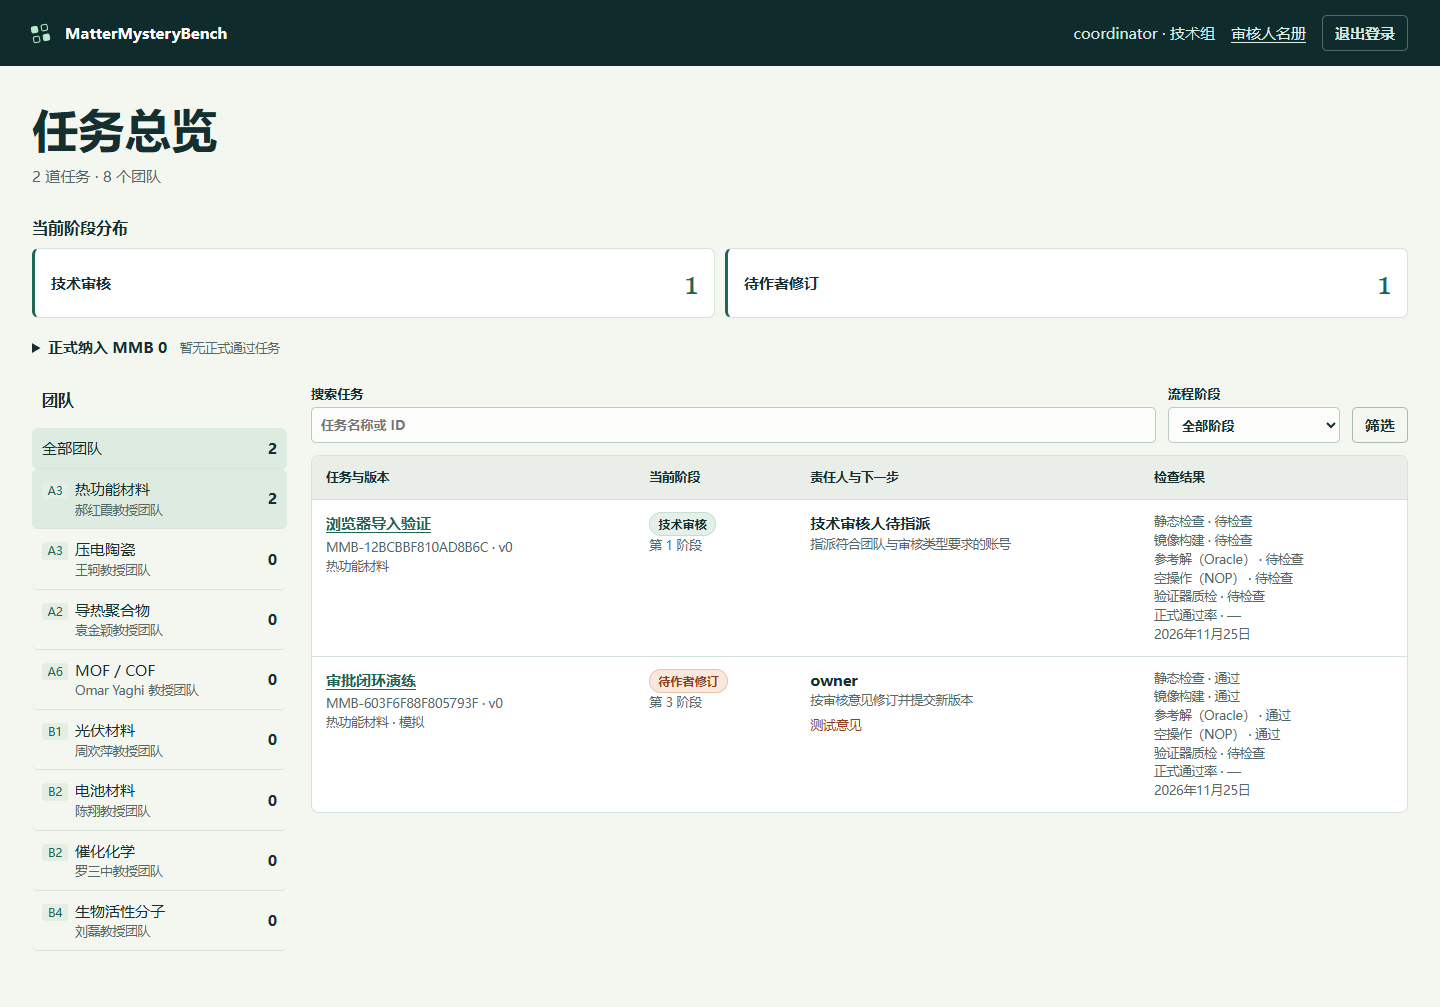 MatterMysteryBench
coordinator · 技术组 审核人名册 退出登录
任务总览
2 道任务 · 8 个团队
当前阶段分布
技术审核 1
待作者修订 1
正式纳入 MMB 0 暂无正式通过任务
团队
全部团队 2
A3 热功能材料 2
郝红霞教授团队
A3 压电陶瓷 0
王轲教授团队
A2 导热聚合物 0
袁金颖教授团队
A6 MOF / COF 0
Omar Yaghi 教授团队
B1 光伏材料 0
周欢萍教授团队
B2 电池材料 0
陈翔教授团队
B2 催化化学 0
罗三中教授团队
B4 生物活性分子 0
刘磊教授团队
搜索任务
任务名称或 ID
流程阶段
全部阶段
筛选
任务与版本 当前阶段 责任人与下一步 检查结果
浏览器导入验证
MMB-12BCBBF810AD8B6C · v0
热功能材料
技术审核
第 1 阶段
技术审核人待指派
指派符合团队与审核类型要求的账号
静态检查 · 待检查
镜像构建 · 待检查
参考解（Oracle） · 待检查
空操作（NOP） · 待检查
验证器质检 · 待检查
正式通过率 · —
2026年11月25日
审批闭环演练
MMB-603F6F88F805793F · v0
热功能材料 · 模拟
待作者修订
第 3 阶段
owner
按审核意见修订并提交新版本
测试意见
静态检查 · 通过
镜像构建 · 通过
参考解（Oracle） · 通过
空操作（NOP） · 通过
验证器质检 · 待检查
正式通过率 · —
2026年11月25日